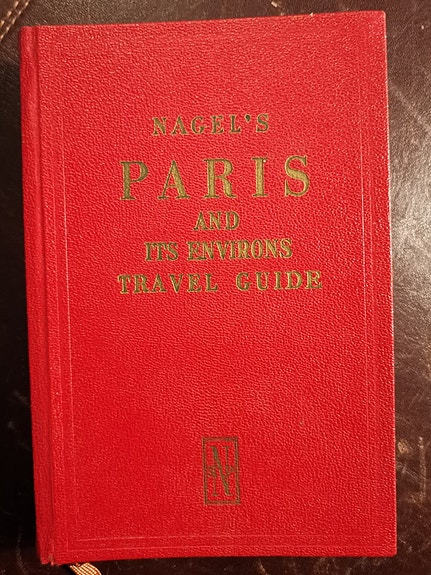 NAGEL'S
PARIS
AND
ITS ENVIRONS
TRAVEL GUIDE
N